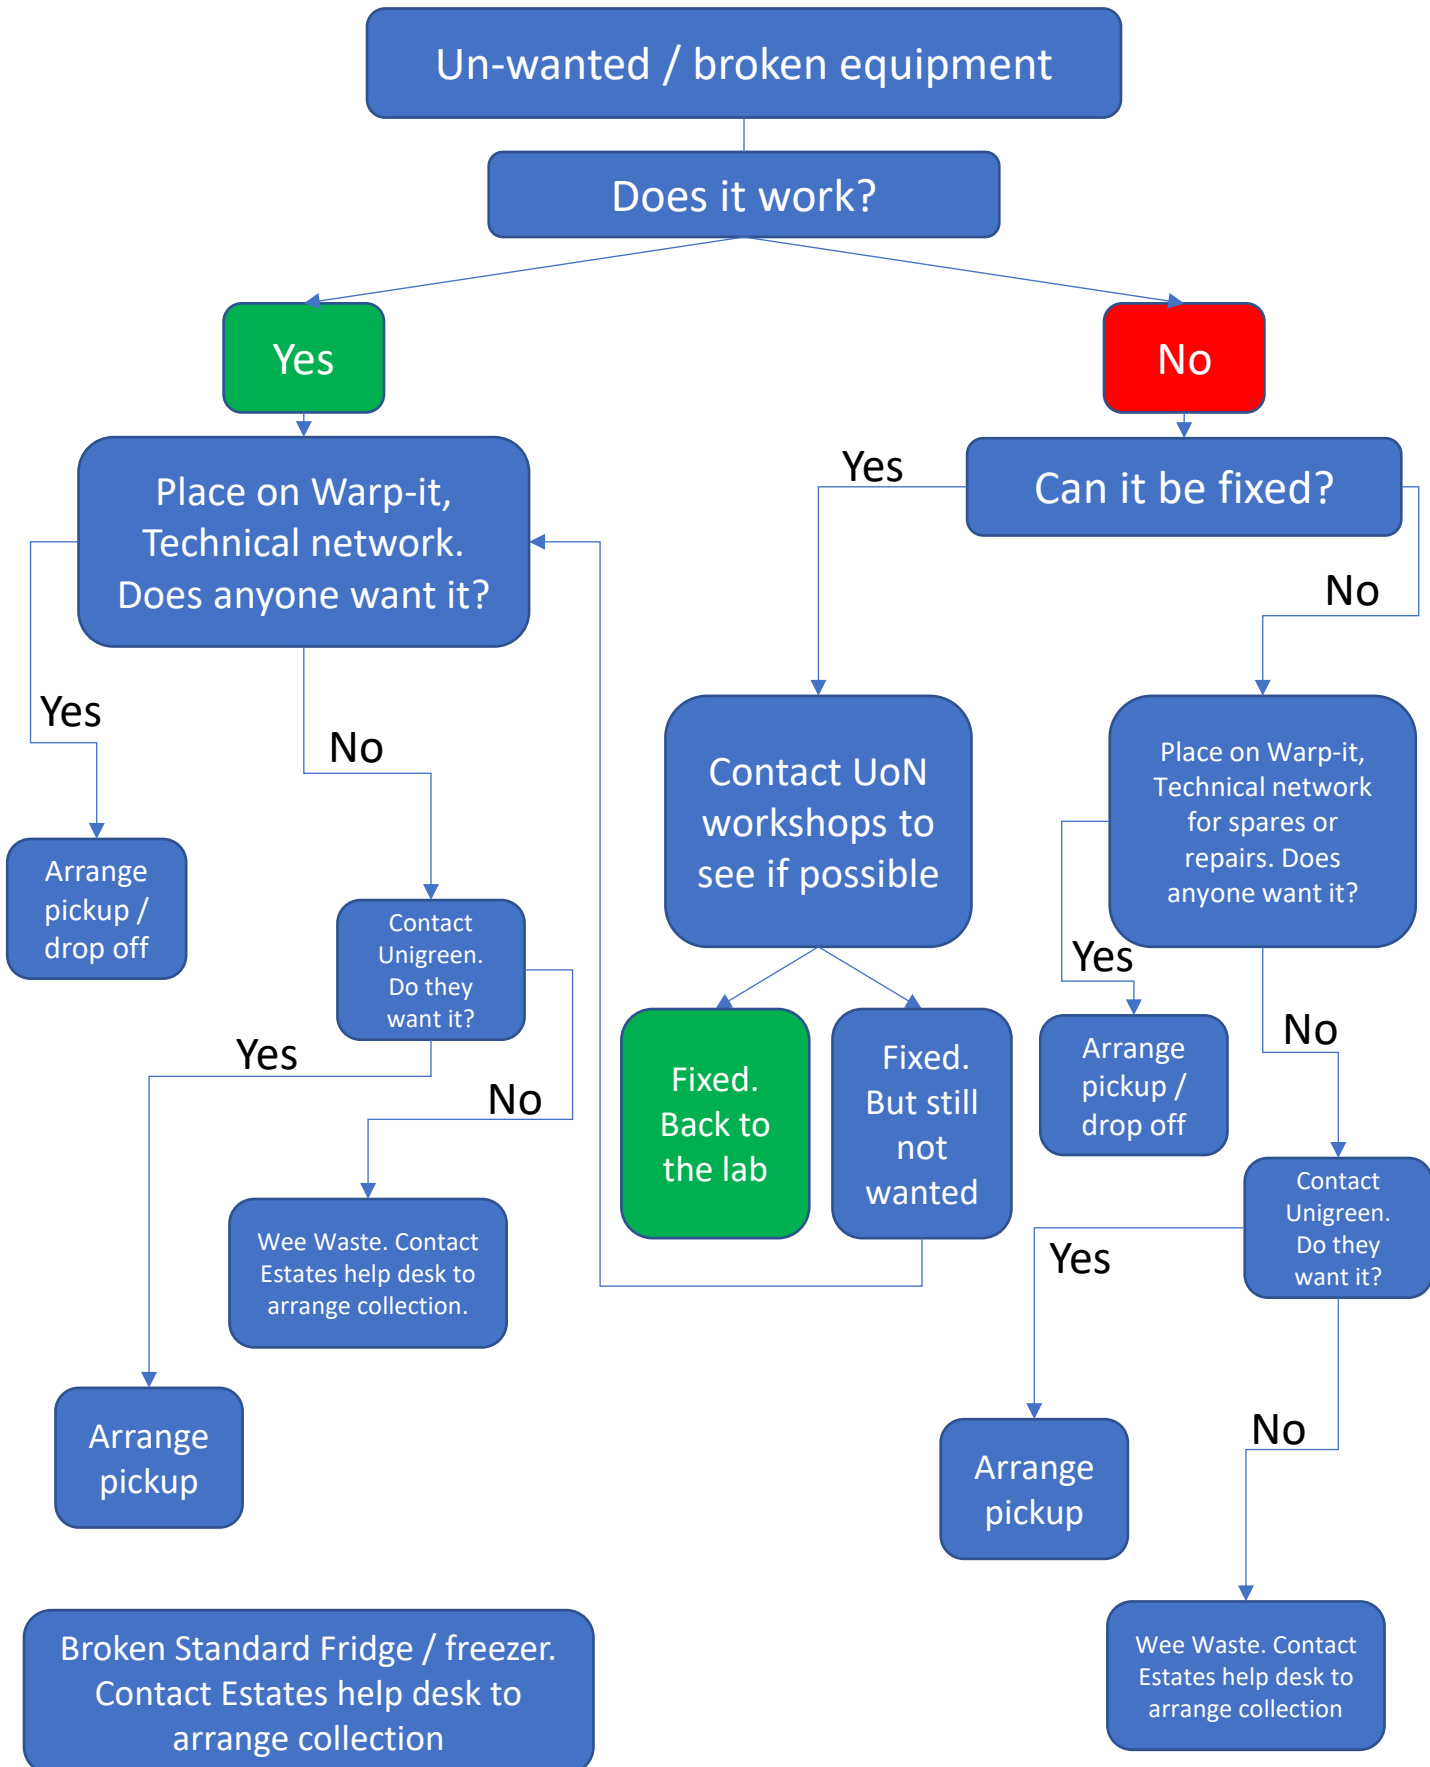 Un-wanted / broken equipment
Does it work?
Yes
No
Place on Warp-it,
Technical network.
Does anyone want it?
Yes
Can it be fixed?
No
Yes
No
Contact UoN
workshops to
see if possible
Place on Warp-it,
Technical network
for spares or
repairs. Does
anyone want it?
Arrange
pickup /
drop off
Contact
Unigreen.
Do they
want it?
Yes
No
Yes
No
Fixed.
Back to
the lab
Fixed.
But still
not
wanted
Arrange
pickup /
drop off
Contact
Unigreen.
Do they
want it?
Wee Waste. Contact
Estates help desk to
arrange collection.
Yes
No
Arrange
pickup
Arrange
pickup
Broken Standard Fridge / freezer.
Contact Estates help desk to
arrange collection
Wee Waste. Contact
Estates help desk to
arrange collection